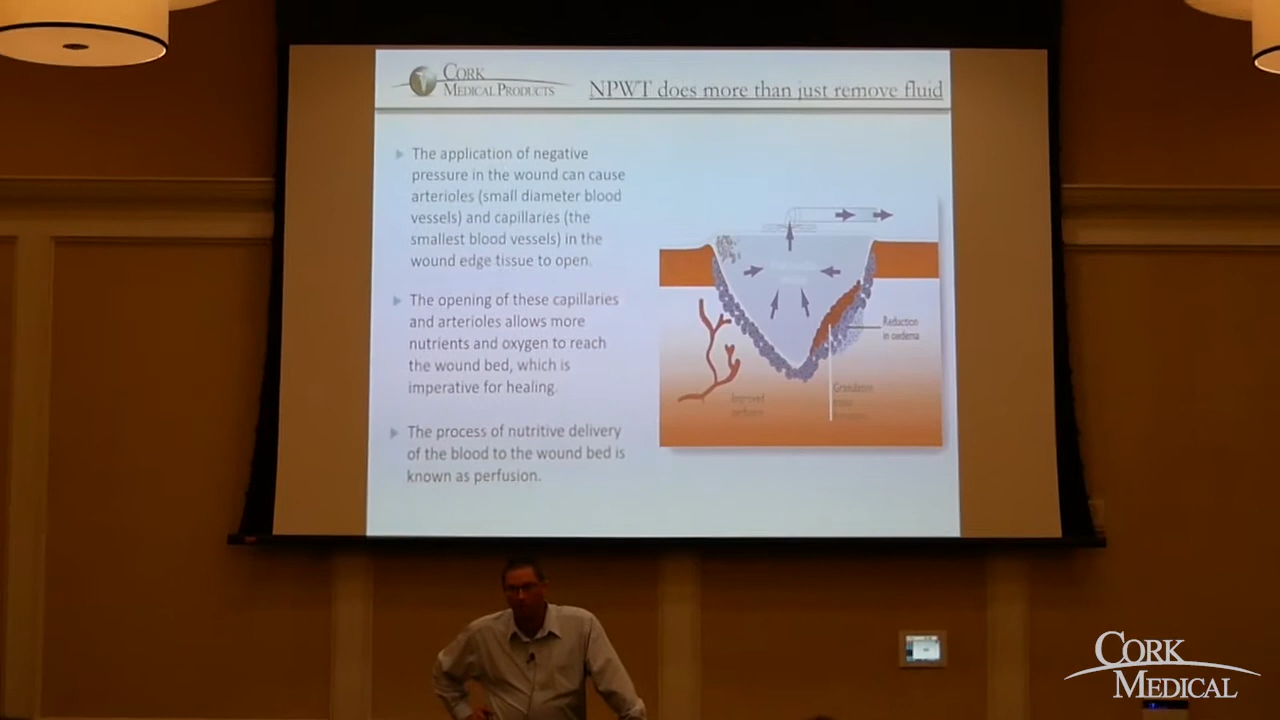 CORK
MEDICAL PRODUCTS
NPWT does more than just remove fluid
The application of negative
pressure in the wound can cause
arterioles (small diameter blood
vessels) and capillaries (the
smallest blood vessels) in the
wound edge tissue to open.
The opening of these capillaries
and arterioles allows more
nutrients and oxygen to reach
the wound bed, which is
imperative for healing.
The process of nutritive delivery
of the blood to the wound bed is
known as perfusion.
Reduction
in oedema
Granulation
Improved
CORK
MEDICAL